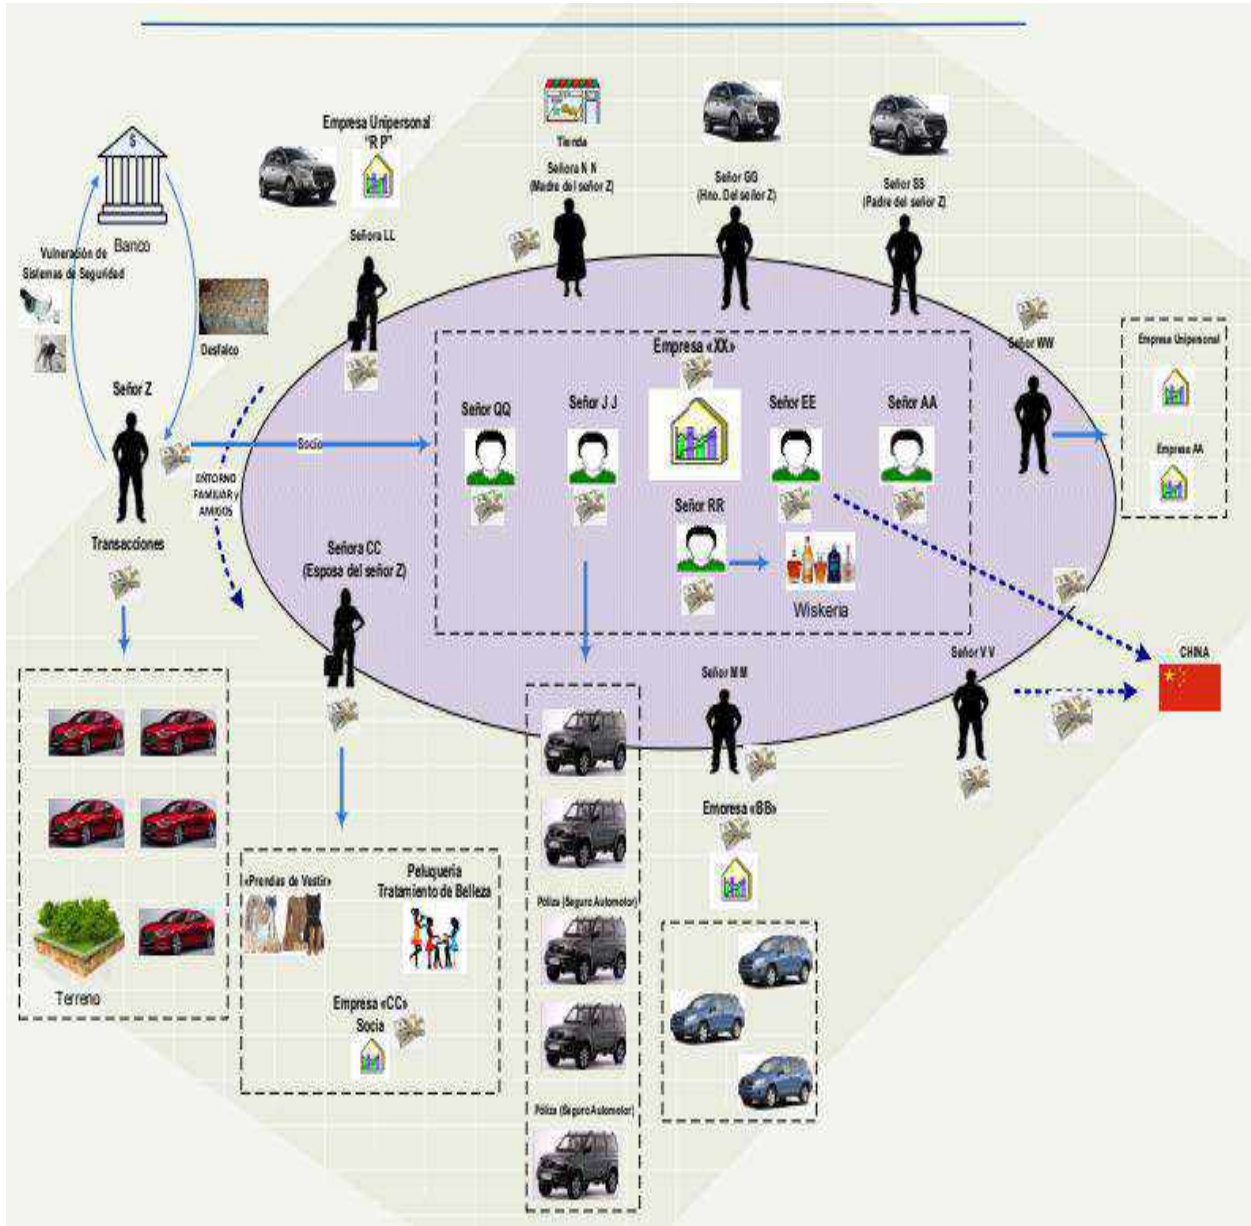 Empresa Unipersonal
"R P"
Señora LL
Tienda
Señora N N
(Madre del señor Z)
Señor GG
(Hno. Del señor Z)
Señor SS
(Padre del señor Z)
$
Banco
Vulneración de
Sistemas de Seguridad
Desfalco
Señor Z
Socio
ENTORNO
FAMILIAR y
AMIGOS
Transacciones
Empresa «XX»
Señor QQ
Señor J J
Señor EE
Señor AA
Señor RR
Wiskeria
Señor WW
Empresa Unipersonal
Empresa AA
Señora CC
(Esposa del señor Z)
Señor M M
Señor V V
CHINA
Terreno
«Prendas de Vestir»
Peluqueria
Tratamiento de Belleza
Empresa «CC»
Socia
Póliza (Seguro Automotor)
Póliza (Seguro Automotor)
Empresa «BB»